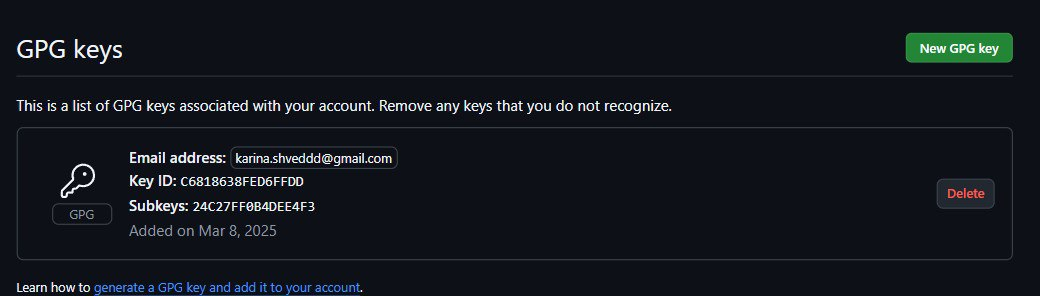 GPG keys
New GPG key
This is a list of GPG keys associated with your account. Remove any keys that you do not recognize.
Email address: karina.shveddd@gmail.com
Key ID: C6818638FED6FFDD
GPG
Subkeys: 24C27FF0B4DEE4F3
Delete
Added on Mar 8, 2025
Learn how to generate a GPG key and add it to your account.